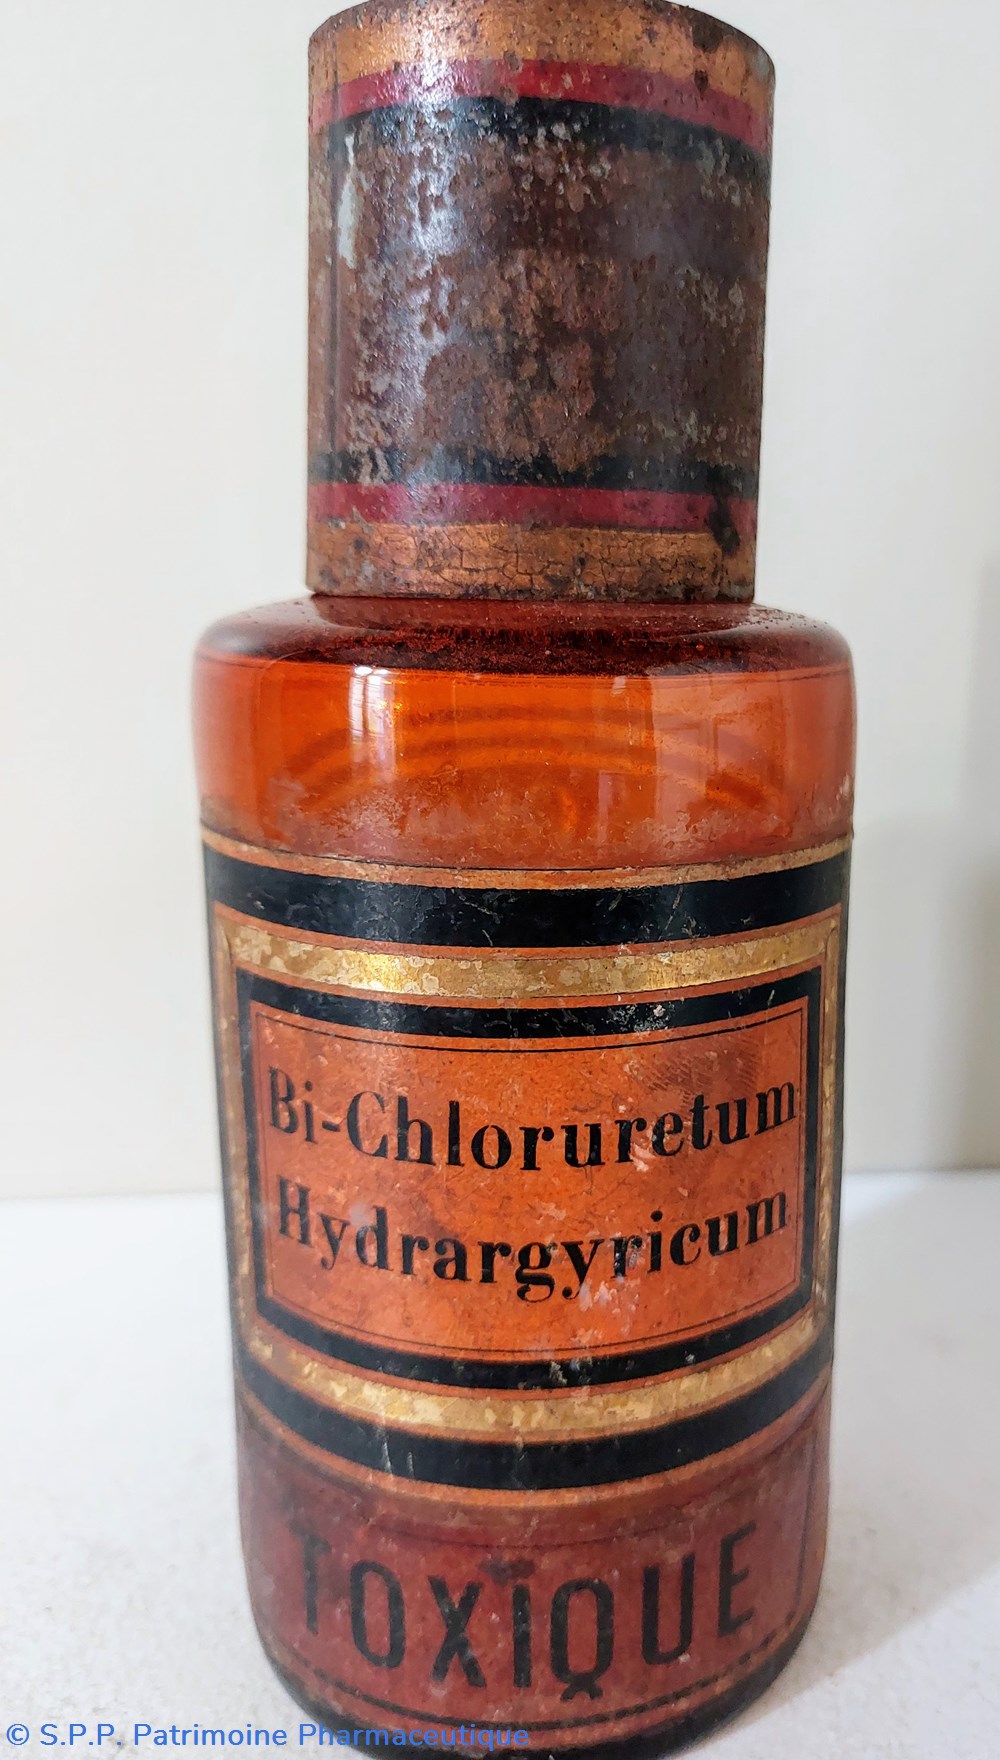 Bi-Chloruretum
Hydrargyricum
TOXIQUE
© S.P.P. Patrimoine Pharmaceutique